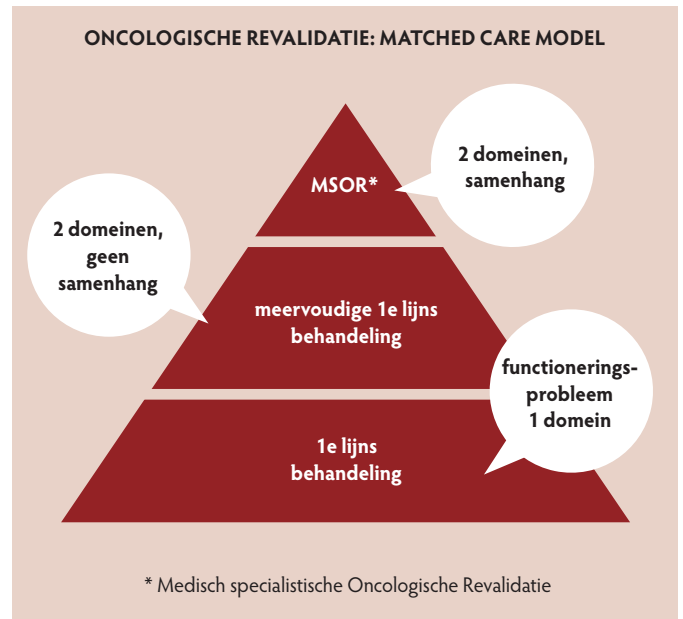 ONCOLOGISCHE REVALIDATIE: MATCHED CARE MODEL
2 domeinen,
samenhang
MSOR*
2 domeinen,
geen
samenhang
meervoudige 1e lijns
behandeling
functionerings-
probleem
1 domein
1e lijns
behandeling
* Medisch specialistische Oncologische Revalidatie